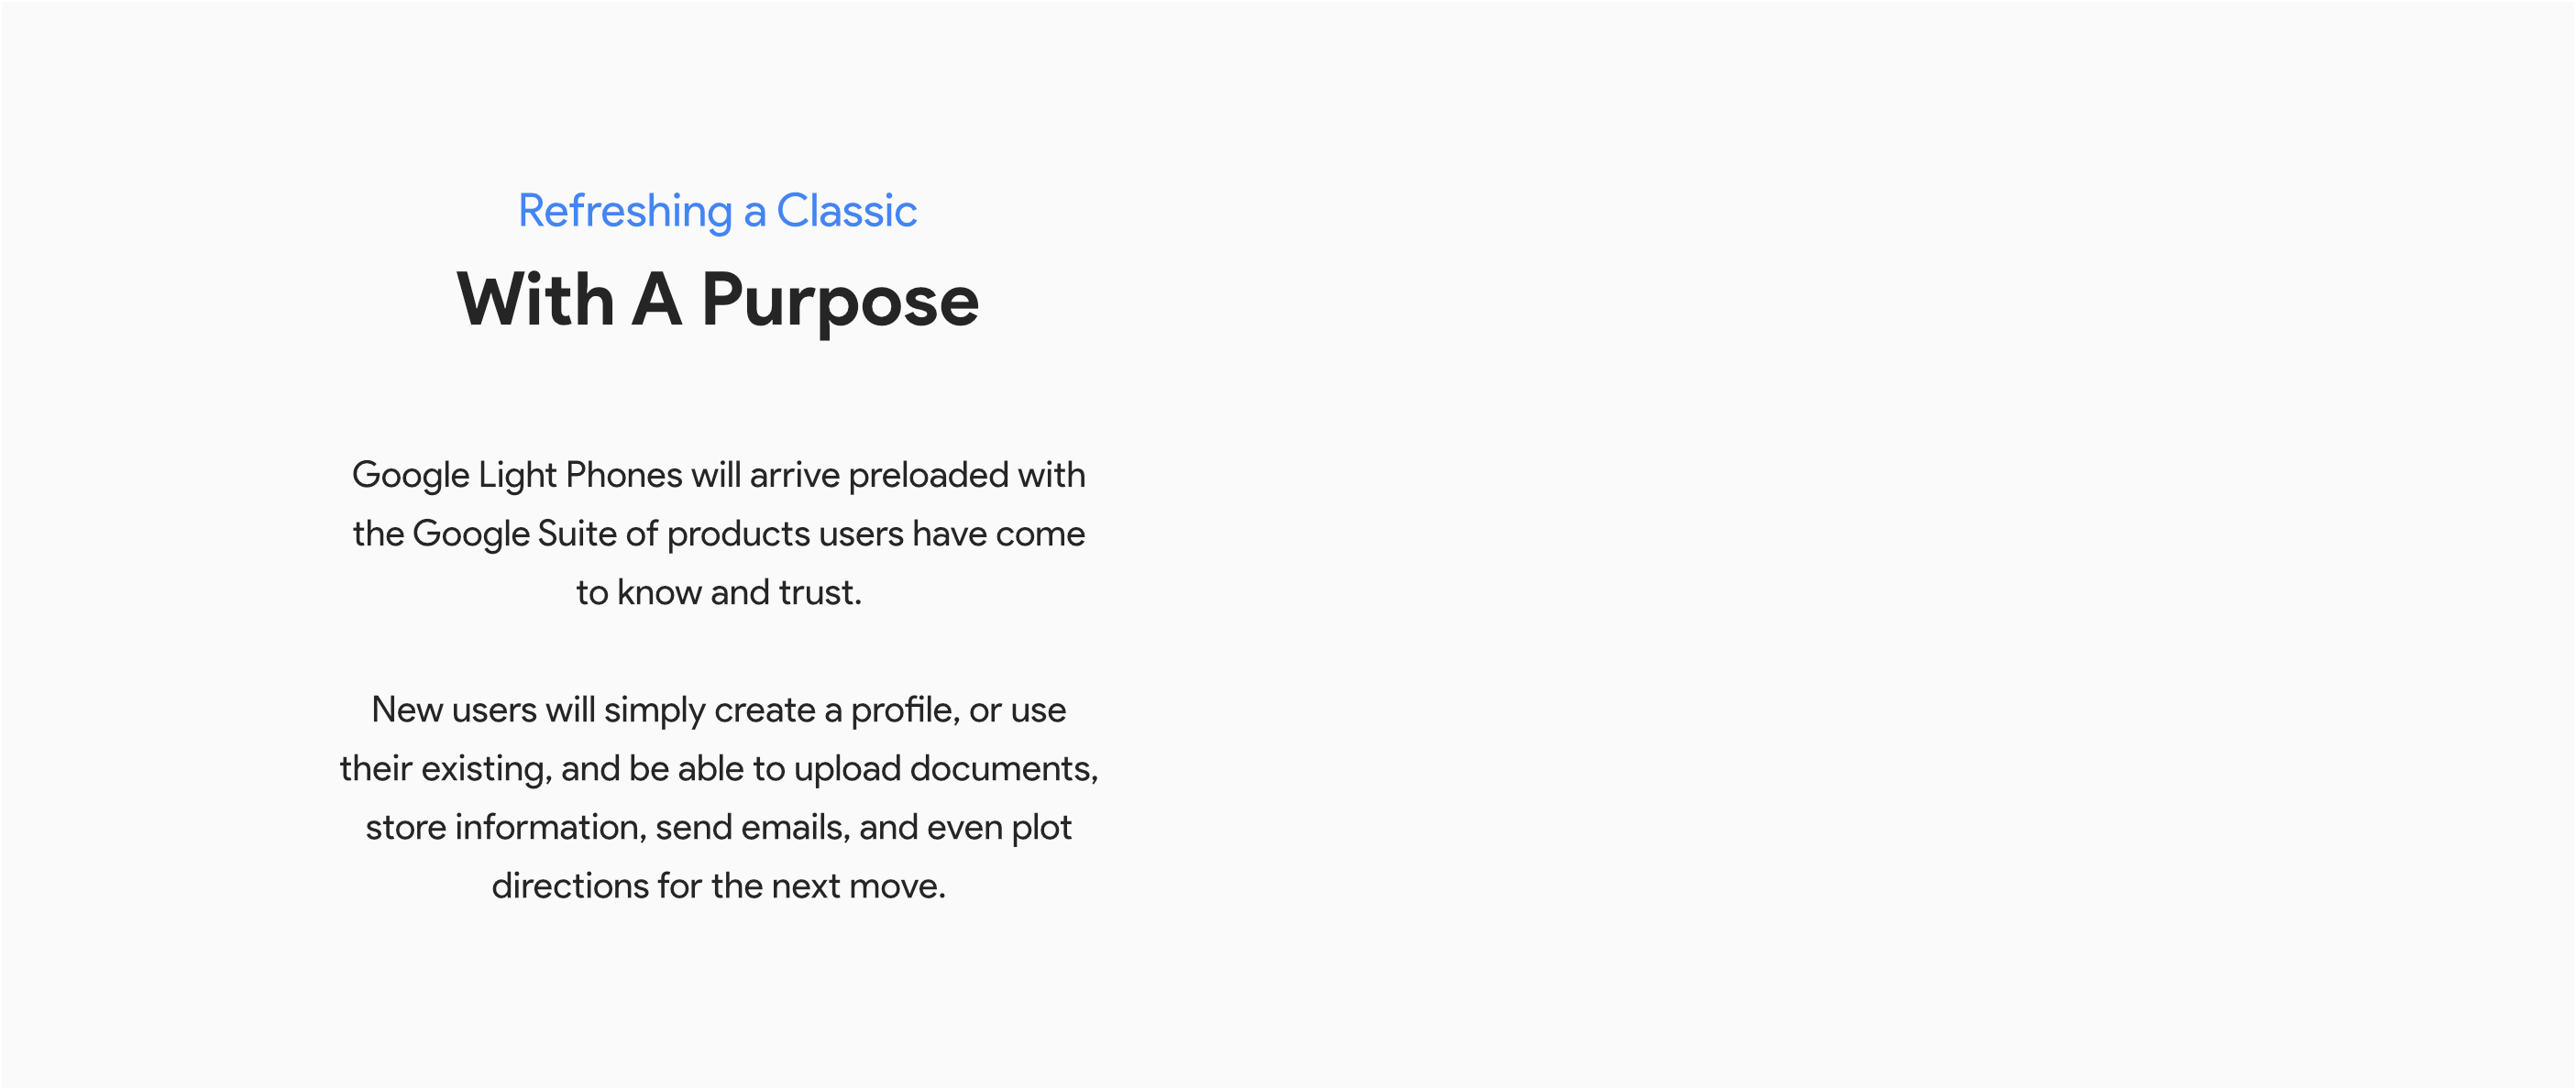 Refreshing a Classic
With A Purpose
Google Light Phones will arrive preloaded with
the Google Suite of products users have come
to know and trust.
New users will simply create a profile, or use
their existing, and be able to upload documents,
store information, send emails, and even plot
directions for the next move.